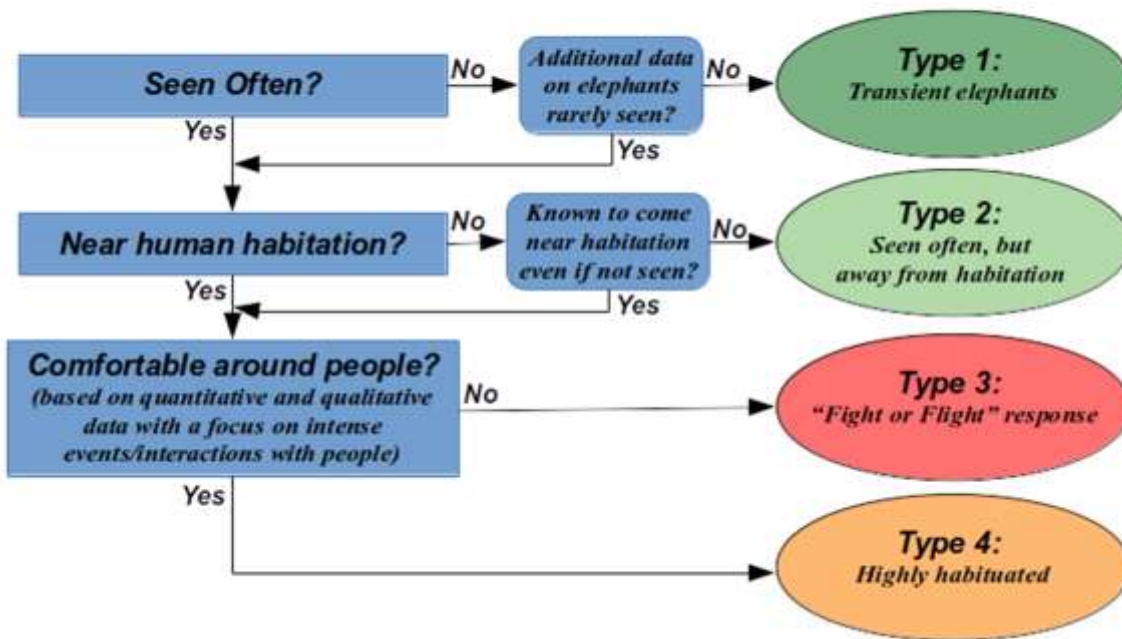 Seen Often?
No
Additional data
on elephants
rarely seen?
No
Type 1:
Transient elephants
Yes
Yes
Near human habitation?
No
Known to come
near habitation
even if not seen?
No
Type 2:
Seen often, but
away from habitation
Yes
Yes
Comfortable around people?
(based on quantitative and qualitative
data with a focus on intense
events/interactions with people)
No
Type 3:
“Fight or Flight” response
Yes
Type 4:
Highly habituated